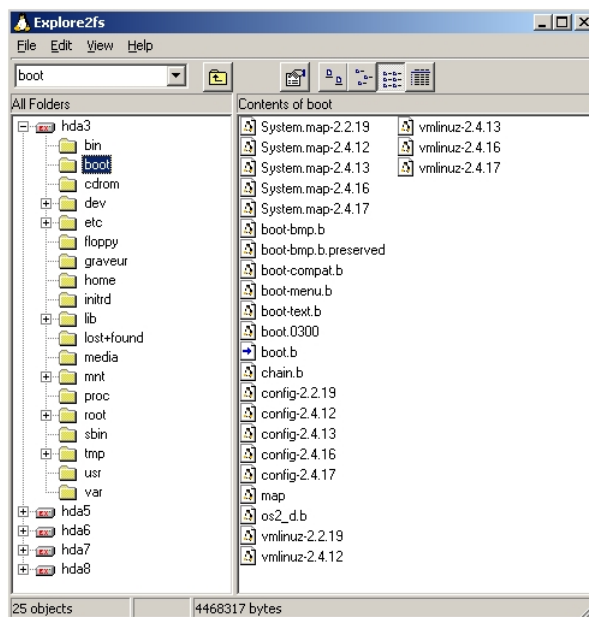 Explore2fs
File Edit View Help
boot
All Folders
Contents of boot
hda3
bin
boot
cdrom
dev
etc
floppy
graveur
home
initrd
lib
lost+found
media
mnt
proc
root
sbin
tmp
usr
var
hda5
hda6
hda7
hda8
System.map-2.2.19
System.map-2.4.12
System.map-2.4.13
System.map-2.4.16
System.map-2.4.17
boot-bmp.b
boot-bmp.b.preserved
boot-compat.b
boot-menu.b
boot-text.b
boot.0300
boot.b
chain.b
config-2.2.19
config-2.4.12
config-2.4.13
config-2.4.16
config-2.4.17
map
os2_d.b
vmlinuz-2.2.19
vmlinuz-2.4.12
vmlinuz-2.4.13
vmlinuz-2.4.16
vmlinuz-2.4.17
25 objects
4468317 bytes